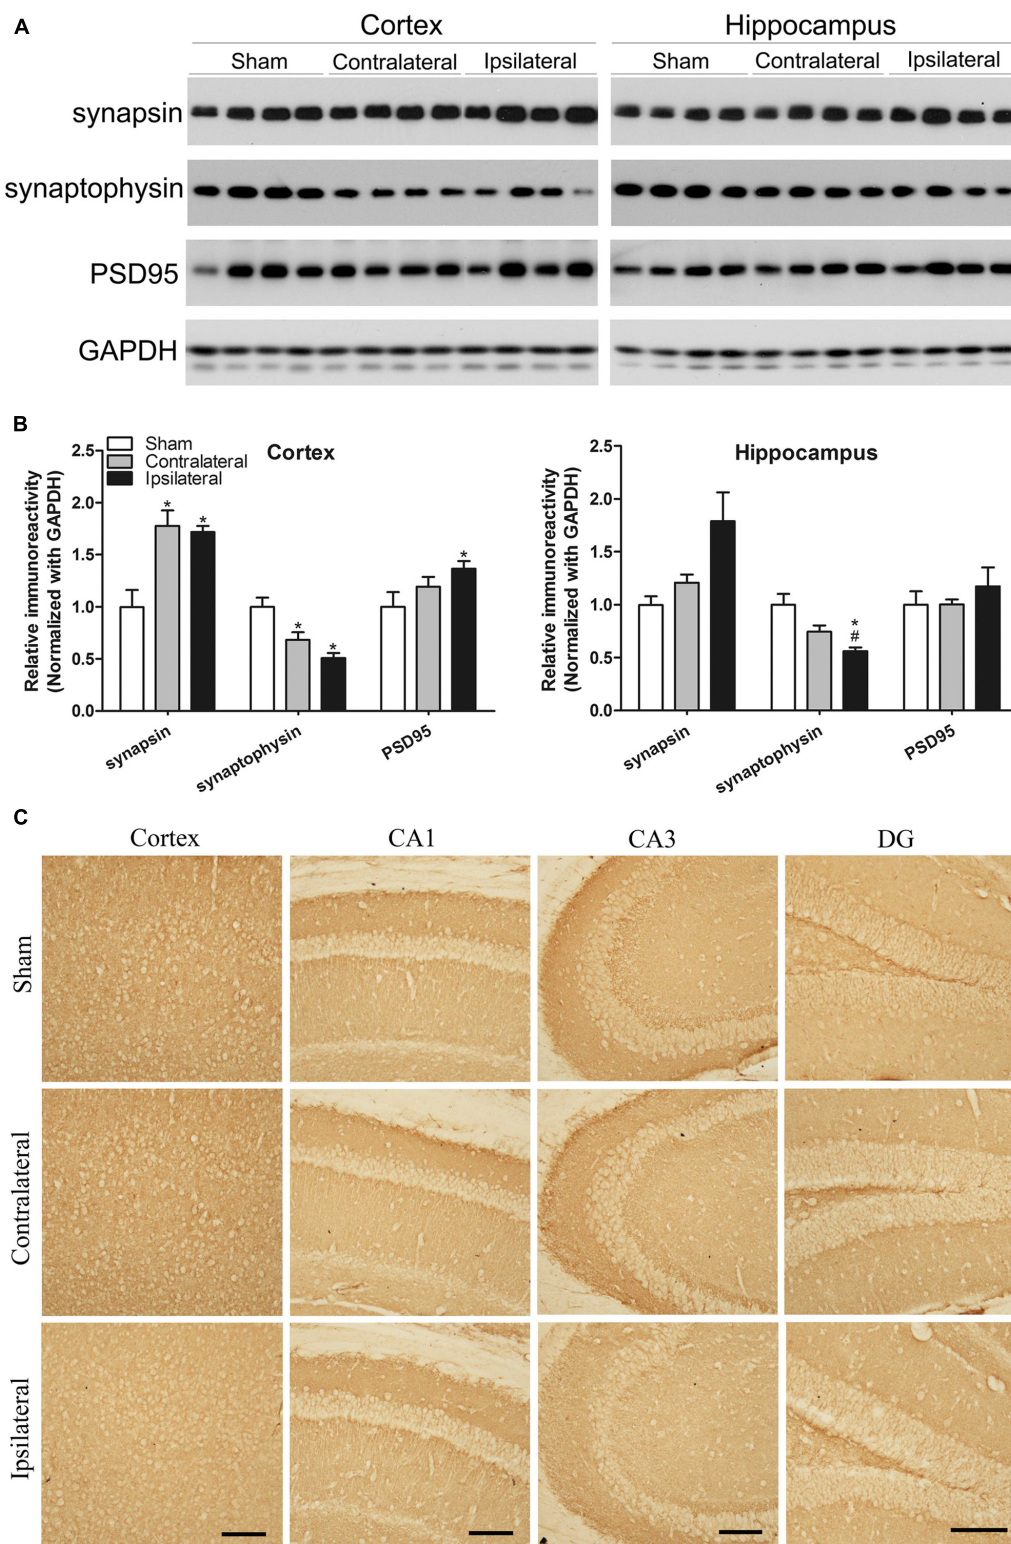 A
Cortex
Hippocampus
Sham Contralateral Ipsilateral
Sham Contralateral Ipsilateral
synapsin
synaptophysin
PSD95
GAPDH
B
Relative immunoreactivity
(Normalized with GAPDH)
2.5
2.0
1.5
1.0
0.5
0.0
Sham
Contralateral
Ipsilateral
Cortex
* *
* *
*
synapsin
synaptophysin
PSD95
Relative immunoreactivity
(Normalized with GAPDH)
2.5
2.0
1.5
1.0
0.5
0.0
Hippocampus
*
#
synapsin
synaptophysin
PSD95
C
Cortex CA1 CA3 DG
Sham
Contralateral
Ipsilateral